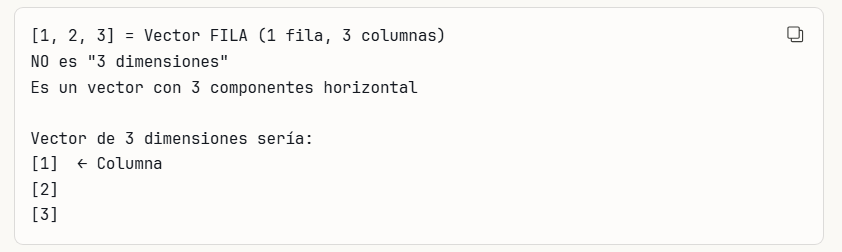 [1, 2, 3] = Vector FILA (1 fila, 3 columnas)
NO es "3 dimensiones"
Es un vector con 3 componentes horizontal
Vector de 3 dimensiones sería:
[1]  ← Columna
[2]
[3]